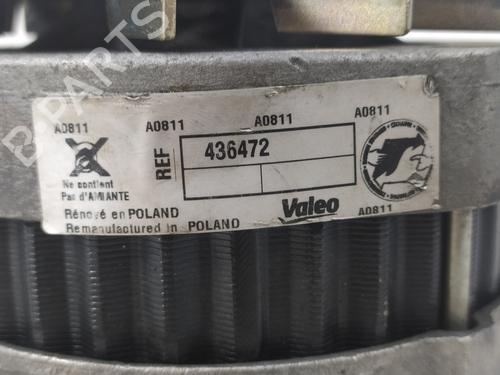 A0811
A0811
A0811
A0811
REF
436472
Ne contient
Pas d'AMIANTE
Rénové en POLAND
Remanufactured in POLAND
Valeo
A0811
B-PARTS